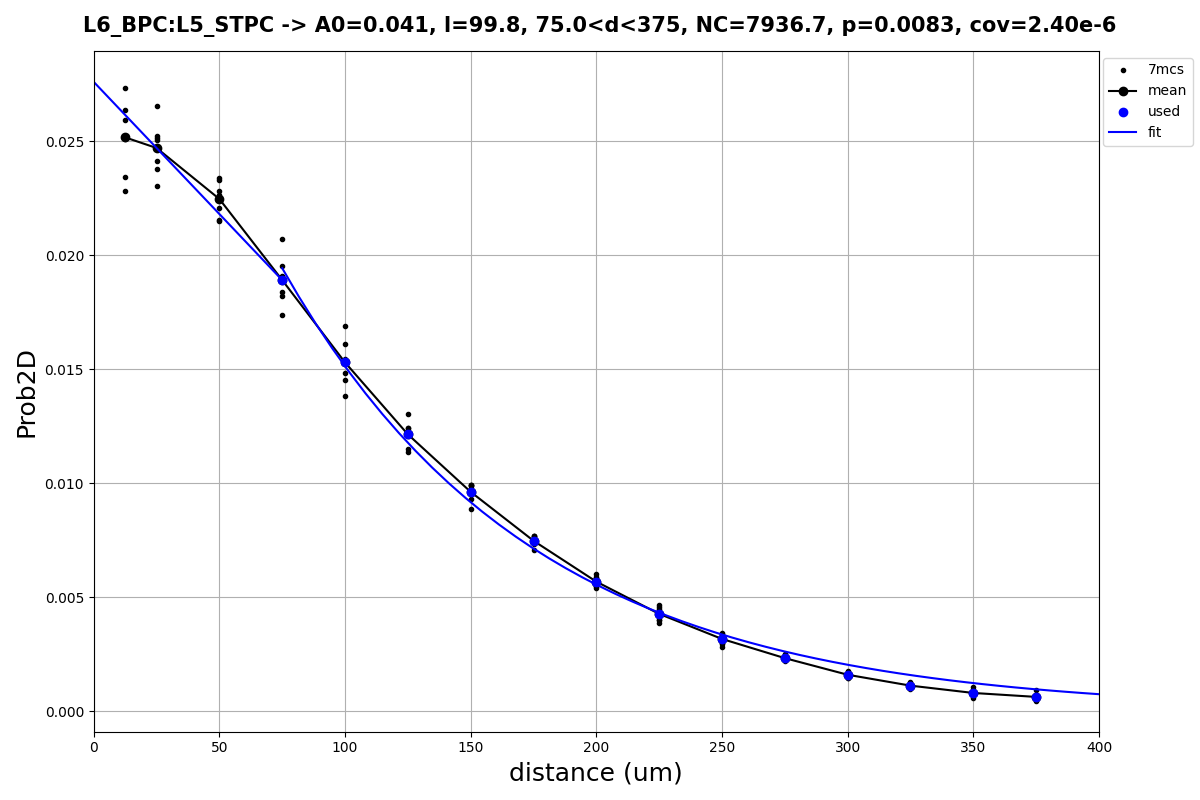 L6_BPC:L5_STPC -> A0=0.041, l=99.8, 75.0<d<375, NC=7936.7, p=0.0083, cov=2.40e-6
7mcs
mean
used
fit
0.025
0.020
0.015
0.010
0.005
0.000
Prob2D
0 50 100 150 200 250 300 350 400
distance (um)